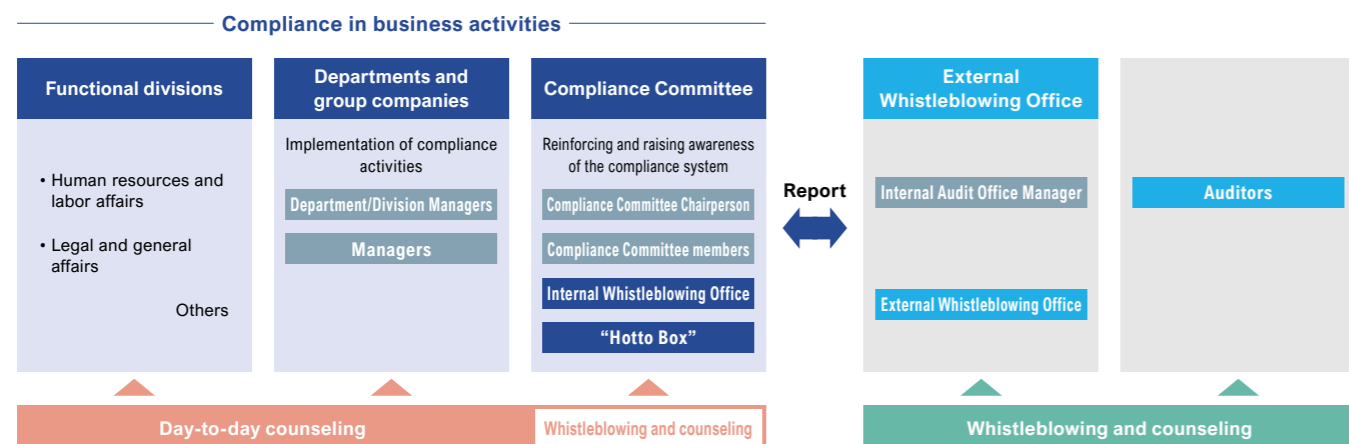 Compliance in business activities
Functional divisions
• Human resources and
labor affairs
• Legal and general
affairs
Others
Departments and
group companies
Implementation of compliance
activities
Department/Division Managers
Managers
Compliance Committee
Reinforcing and raising awareness
of the compliance system
Compliance Committee Chairperson
Compliance Committee members
Internal Whistleblowing Office
“Hotto Box”
Report
External
Whistleblowing Office
Internal Audit Office Manager
External Whistleblowing Office
Auditors
Day-to-day counseling
Whistleblowing and counseling
Whistleblowing and counseling